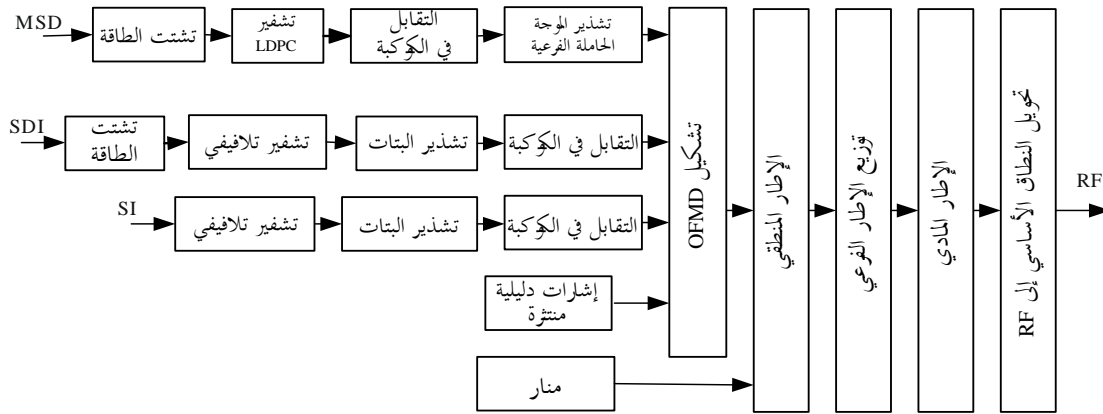 MSD
تشتت الطاقة
تشفير
LDPC
التقابل
في الكوكبة
تشذير الموجة
الحاملة الفرعية
SDI
تشتت
الطاقة
تشفير تلافيفي
تشذير البتات
التقابل في الكوكبة
SI
تشفير تلافيفي
تشذير البتات
التقابل في الكوكبة
إشارات دليلية
منتثرة
منار
تشكيل OFMD
الإطار المنطقي
توزيع الإطار الفرعي
الإطار المادي
تحويل النطاق الأساسي إلى RF
RF